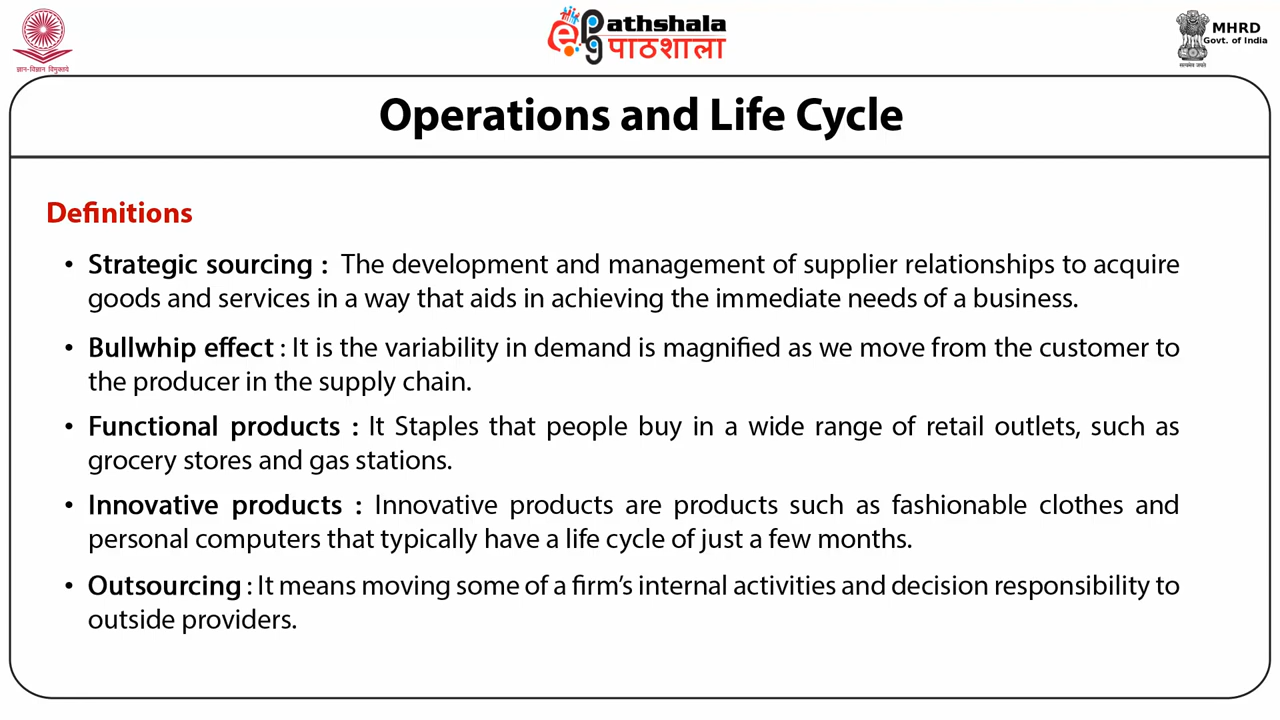 ज्ञान-विज्ञान विमुक्तये
ePathshala
पाठशाला
MHRD
Govt. of India
सत्यमेव जयते
Operations and Life Cycle
Definitions
• Strategic sourcing : The development and management of supplier relationships to acquire
goods and services in a way that aids in achieving the immediate needs of a business.
• Bullwhip effect : It is the variability in demand is magnified as we move from the customer to
the producer in the supply chain.
• Functional products : It Staples that people buy in a wide range of retail outlets, such as
grocery stores and gas stations.
• Innovative products : Innovative products are products such as fashionable clothes and
personal computers that typically have a life cycle of just a few months.
• Outsourcing : It means moving some of a firm’s internal activities and decision responsibility to
outside providers.